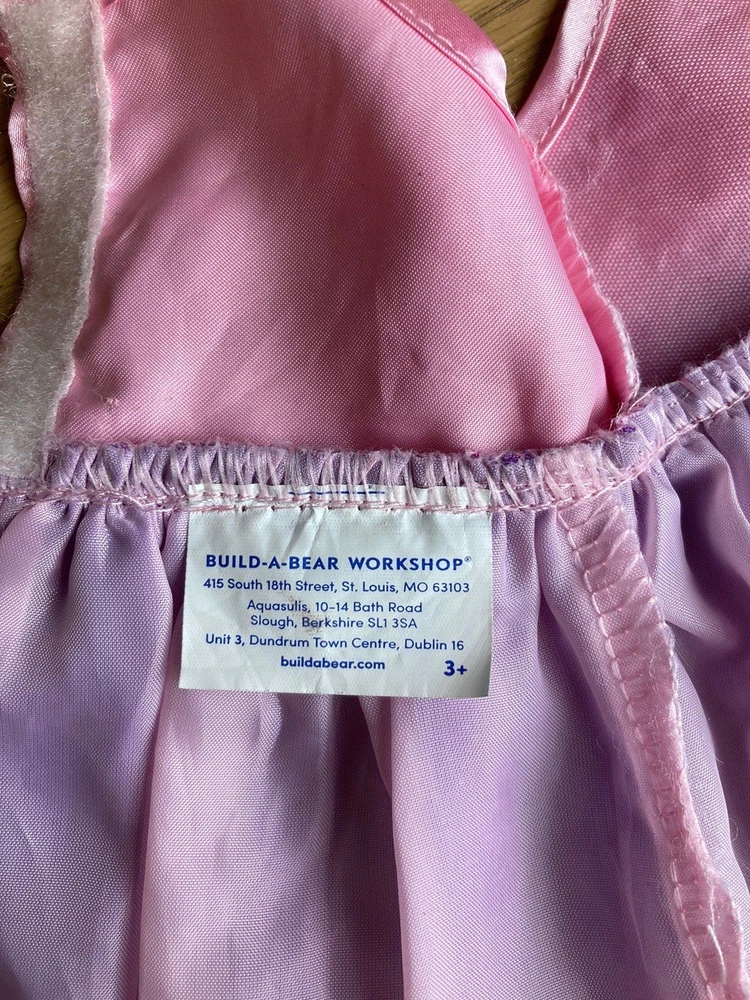 BUILD-A-BEAR WORKSHOP®
415 South 18th Street, St. Louis, MO 63103
Aquasulis, 10-14 Bath Road
Slough, Berkshire SL1 3SA
Unit 3, Dundrum Town Centre, Dublin 16
buildabear.com
3+